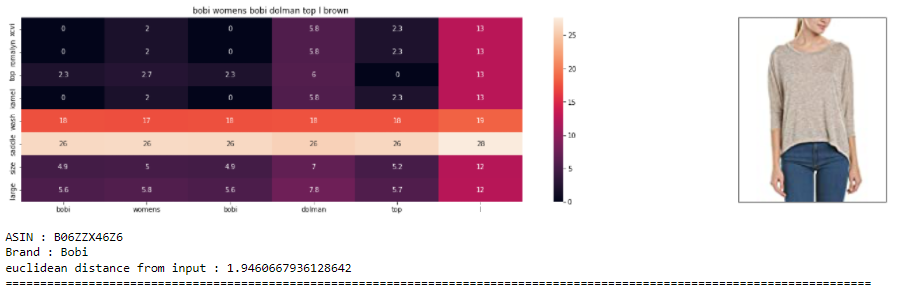 bobi womens bobi dolman top l brown
xcvi 0 2 0 5.8 2.3 13
romalyn 0 2 0 5.8 2.3 13
top 2.3 2.7 2.3 6 0 13
kamel 0 2 0 5.8 2.3 13
wash 18 17 18 18 18 19
saddle 26 26 26 26 26 28
size 4.9 5 4.9 7 5.2 12
large 5.6 5.8 5.6 7.8 5.7 12
bobi womens bobi dolman top l
25
20
15
10
5
0
ASIN : B06ZZX46Z6
Brand : Bobi
euclidean distance from input : 1.9460667936128642